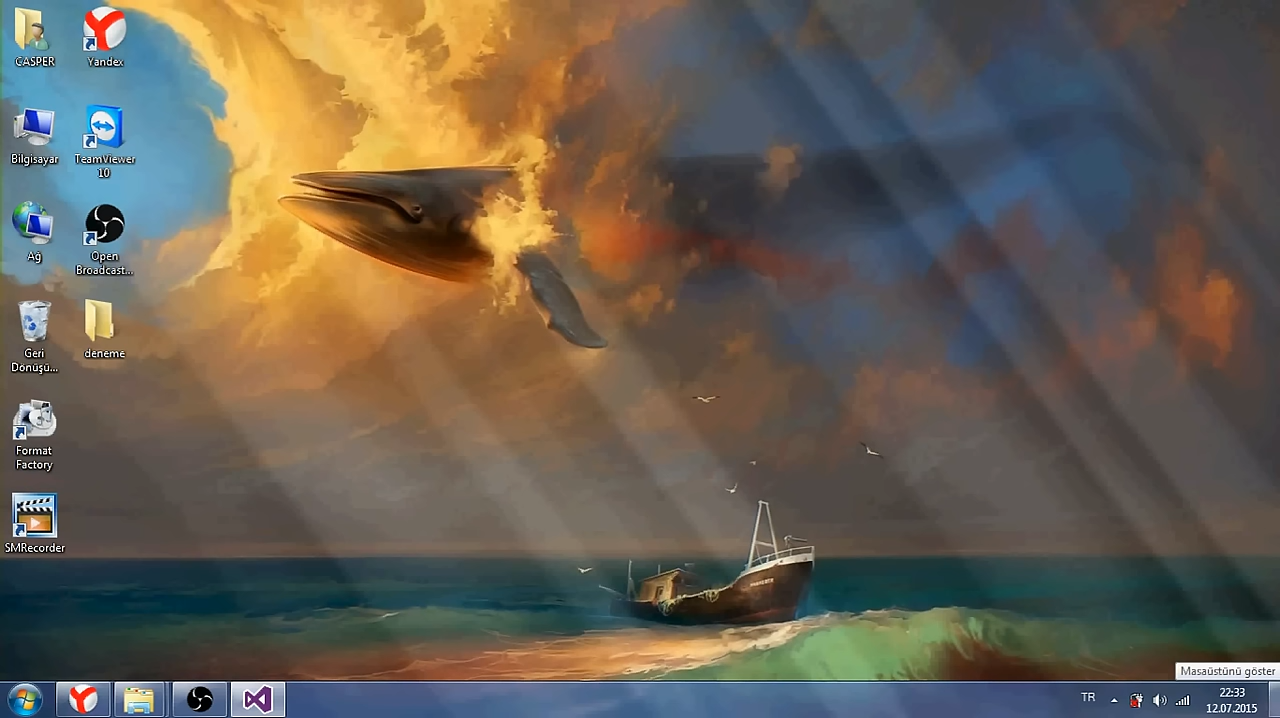 CASPER
Yandex
Bilgisayar
TeamViewer
10
Ağ
Open
Broadcast...
Geri
Dönüşü...
deneme
Format
Factory
SMRecorder
Masaüstünü göster
TR
22:33
12.07.2015